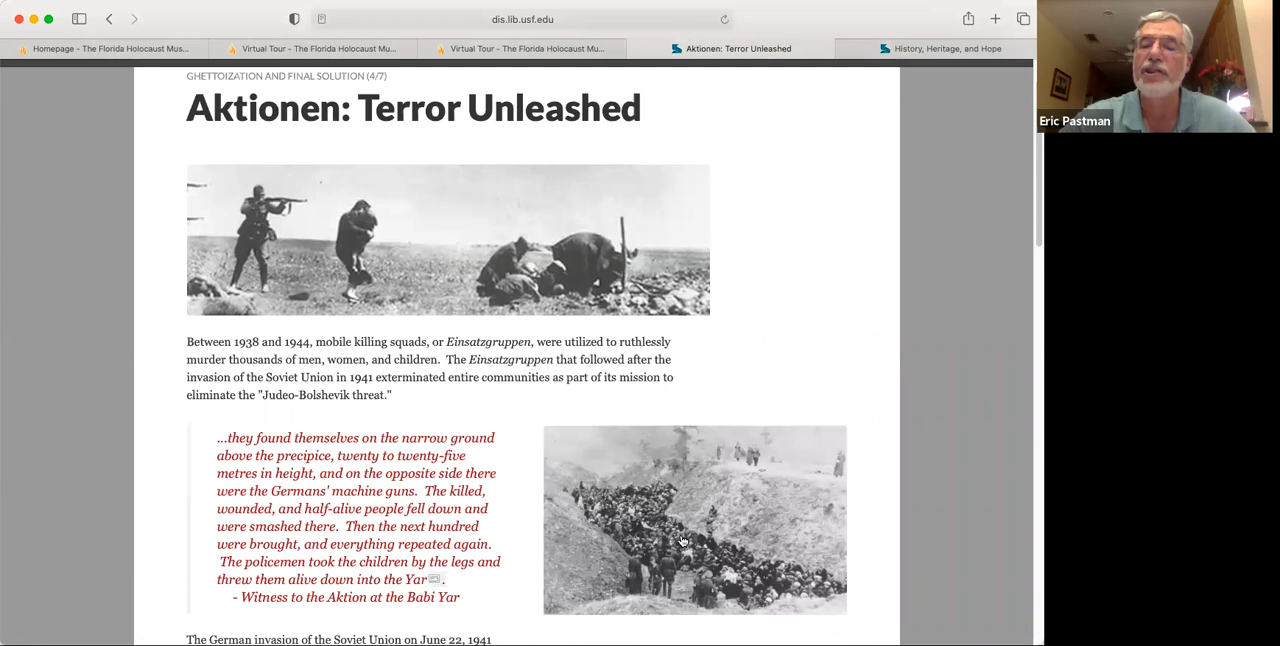 dis.lib.usf.edu
Homepage - The Florida Holocaust Mus...
Virtual Tour - The Florida Holocaust Mu...
Virtual Tour - The Florida Holocaust Mu...
Aktionen: Terror Unleashed
History, Heritage, and Hope
Eric Pastman
GHETTOIZATION AND FINAL SOLUTION (4/7)
Aktionen: Terror Unleashed
Between 1938 and 1944, mobile killing squads, or Einsatzgruppen, were utilized to ruthlessly
murder thousands of men, women, and children. The Einsatzgruppen that followed after the
invasion of the Soviet Union in 1941 exterminated entire communities as part of its mission to
eliminate the "Judeo-Bolshevik threat."
...they found themselves on the narrow ground
above the precipice, twenty to twenty-five
metres in height, and on the opposite side there
were the Germans' machine guns. The killed,
wounded, and half-alive people fell down and
were smashed there. Then the next hundred
were brought, and everything repeated again.
The policemen took the children by the legs and
threw them alive down into the Yar.
- Witness to the Aktion at the Babi Yar
The German invasion of the Soviet Union on June 22, 1941